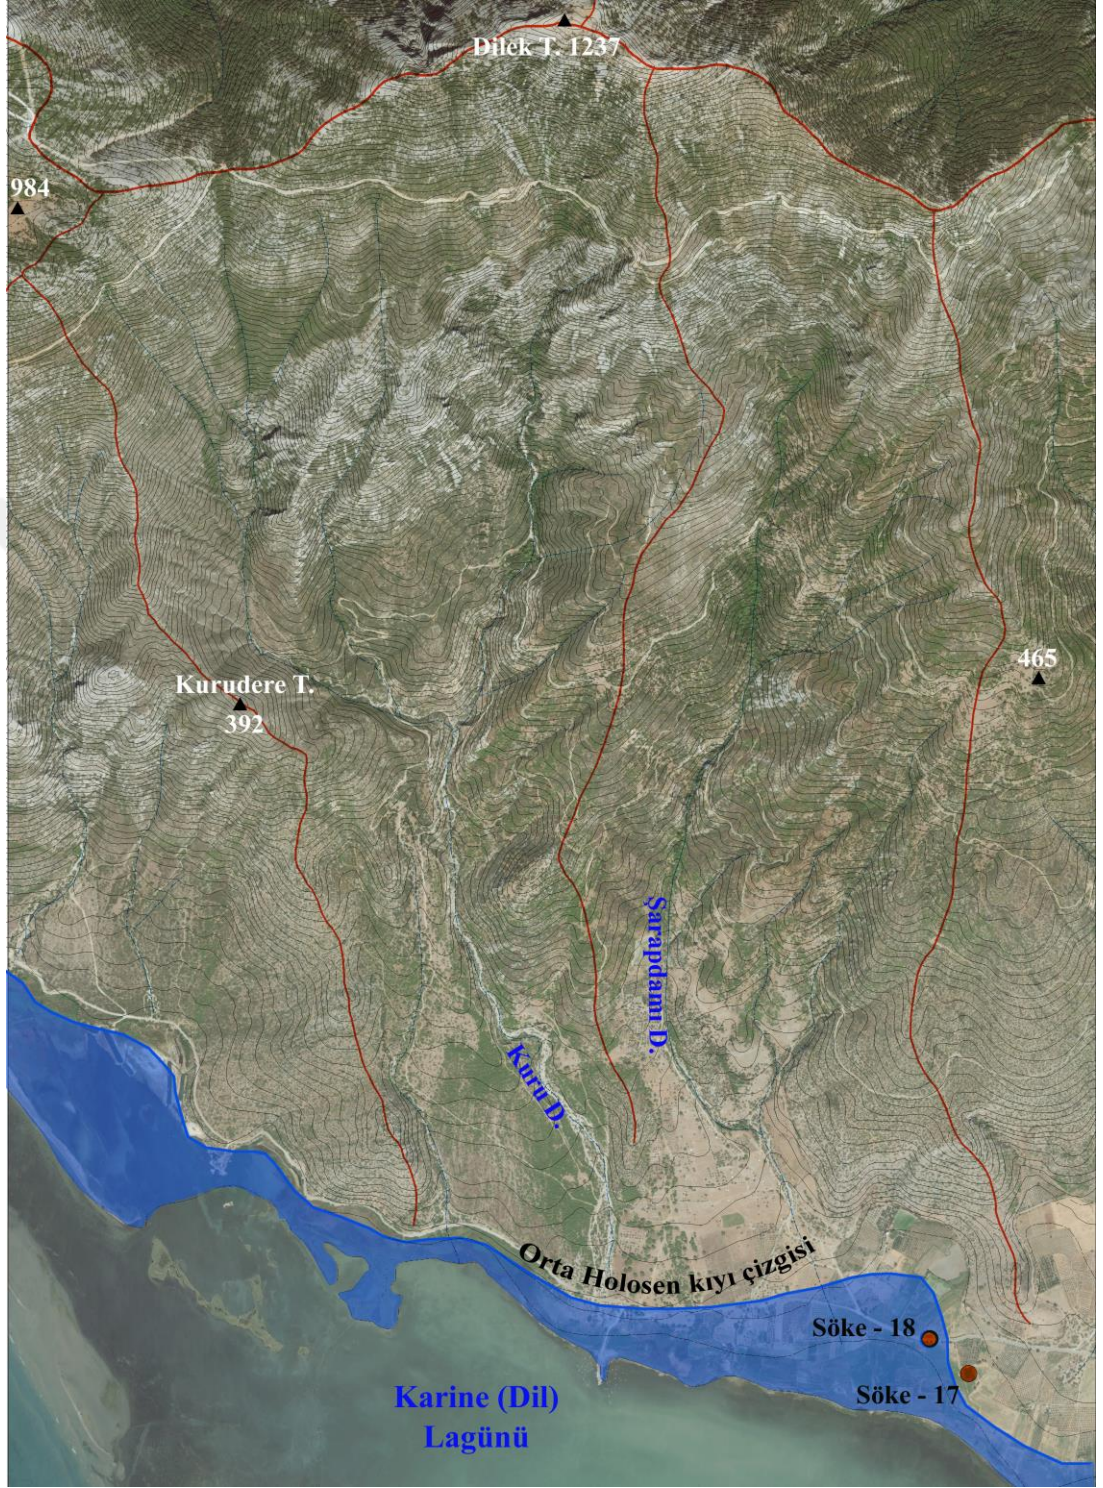 Dilek T. 1237
984
465
Kurudere T.
392
Şarapdamı D.
Kuru D.
Orta Holosen kıyı çizgisi
Söke - 18
Söke - 17
Karine (Dil)
Lagünü